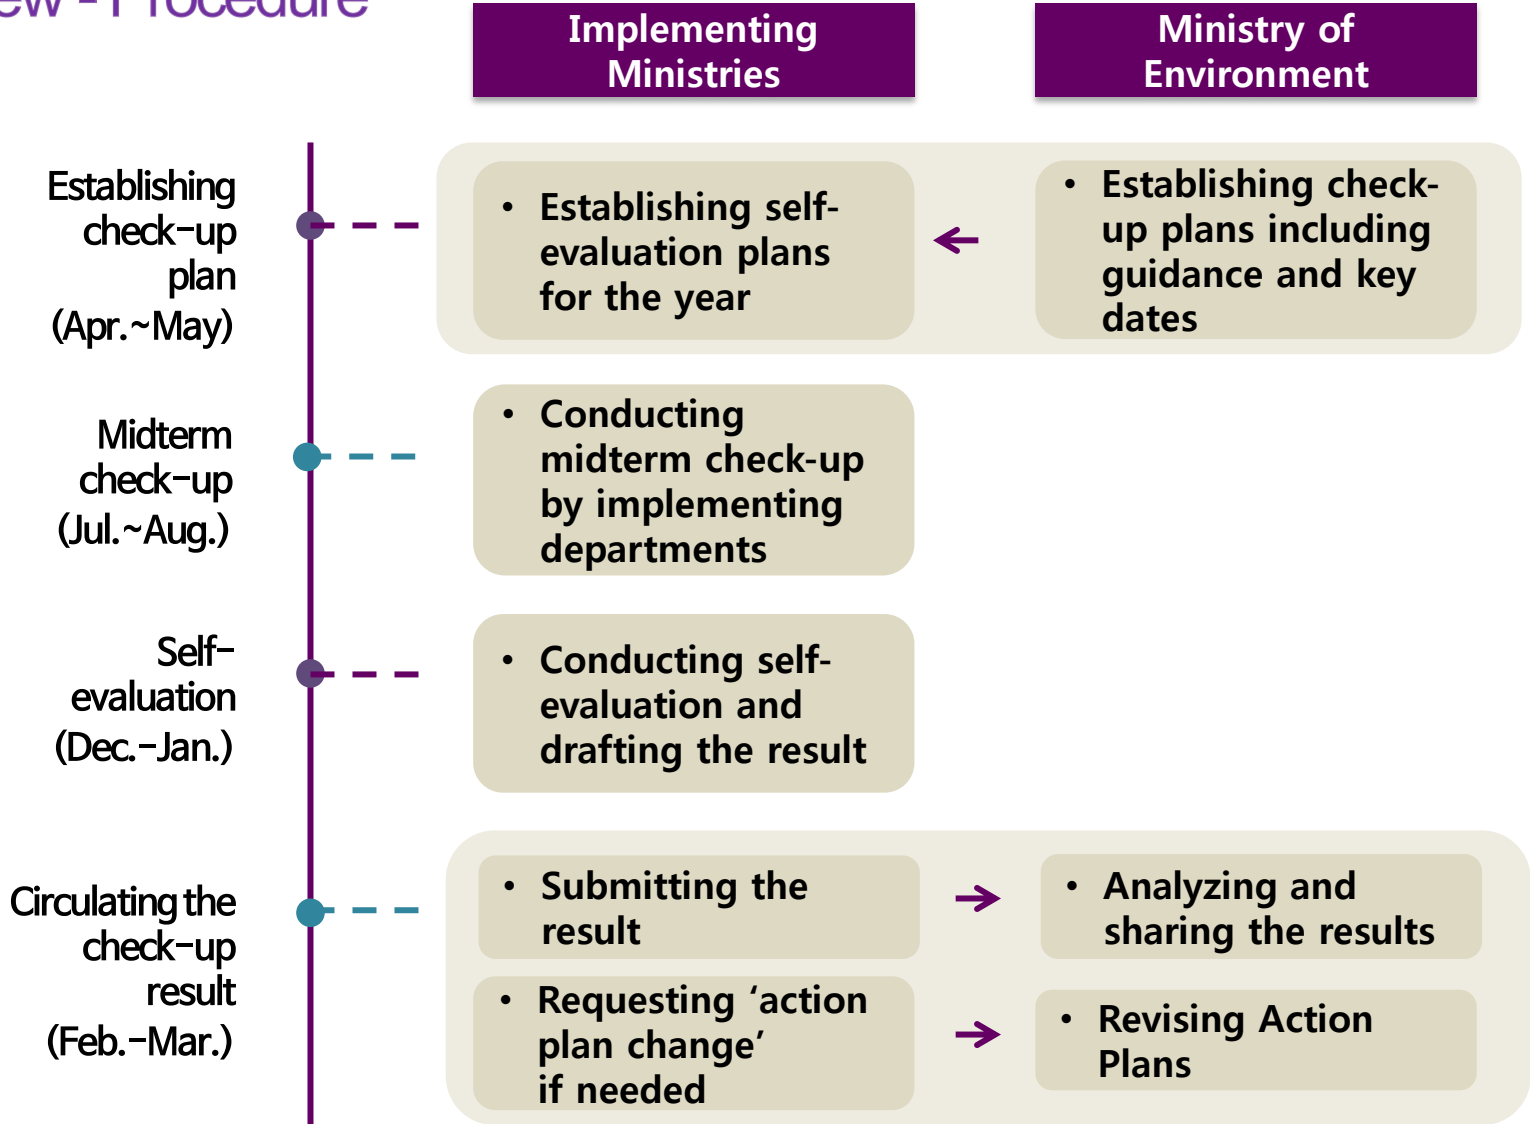 Procedure
Implementing
Ministries
Ministry of
Environment
Establishing
check-up
plan
(Apr.~May)
• Establishing self-
evaluation plans
for the year
• Establishing check-
up plans including
guidance and key
dates
Midterm
check-up
(Jul.~Aug.)
• Conducting
midterm check-up
by implementing
departments
Self-
evaluation
(Dec.-Jan.)
• Conducting self-
evaluation and
drafting the result
Circulating the
check-up
result
(Feb.-Mar.)
• Submitting the
result
• Analyzing and
sharing the results
• Requesting ‘action
plan change’
if needed
• Revising Action
Plans